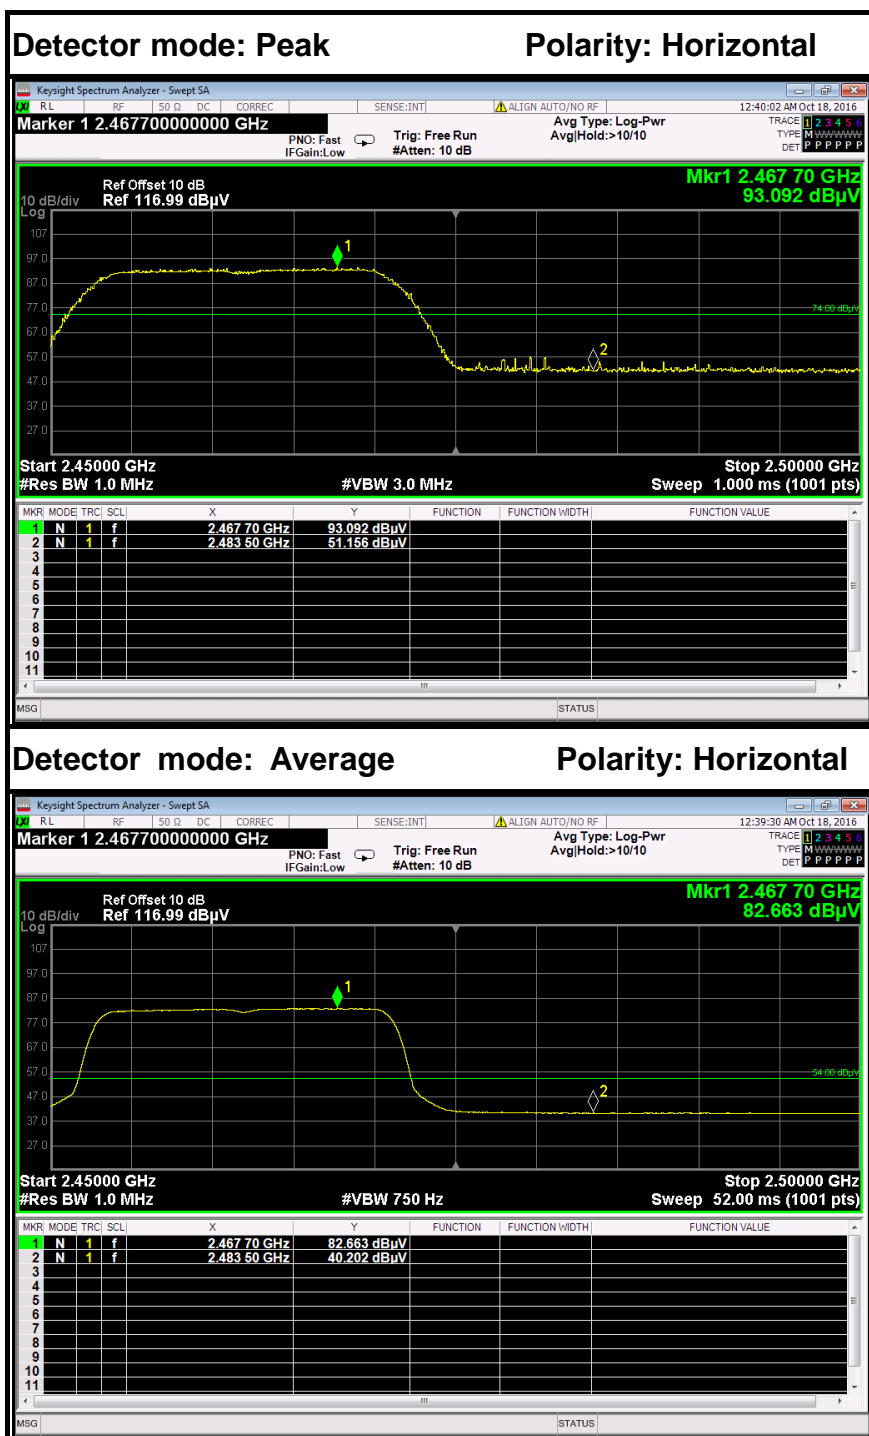 Detector mode: Peak Polarity: Horizontal
Keysight Spectrum Analyzer - Swept SA
LXI RL RF 50 Ω DC CORREC SENSE:INT ALIGN AUTO/NO RF 12:40:02 AM Oct 18, 2016
Marker 1 2.467700000000 GHz
PNO: Fast
IFGain:Low
Trig: Free Run
#Atten: 10 dB
Avg Type: Log-Pwr
Avg|Hold:>10/10
TRACE 1 2 3 4 5 6
TYPE M WWWWW
DET P P P P P P
Mkr1 2.467 70 GHz
93.092 dBµV
Ref Offset 10 dB
10 dB/div Ref 116.99 dBµV
Log
107
97.0
87.0
77.0
67.0
57.0
47.0
37.0
27.0
1
2
74.00 dBµV
Start 2.45000 GHz Stop 2.50000 GHz
#Res BW 1.0 MHz #VBW 3.0 MHz Sweep 1.000 ms (1001 pts)
MKR MODE TRC SCL X Y FUNCTION FUNCTION WIDTH FUNCTION VALUE
1 N 1 f 2.467 70 GHz 93.092 dBµV
2 N 1 f 2.483 50 GHz 51.156 dBµV
3
4
5
6
7
8
9
10
11
MSG STATUS
Detector mode: Average Polarity: Horizontal
Keysight Spectrum Analyzer - Swept SA
LXI RL RF 50 Ω DC CORREC SENSE:INT ALIGN AUTO/NO RF 12:39:30 AM Oct 18, 2016
Marker 1 2.467700000000 GHz
PNO: Fast
IFGain:Low
Trig: Free Run
#Atten: 10 dB
Avg Type: Log-Pwr
Avg|Hold:>10/10
TRACE 1 2 3 4 5 6
TYPE M WWWWW
DET P P P P P P
Mkr1 2.467 70 GHz
82.663 dBµV
Ref Offset 10 dB
10 dB/div Ref 116.99 dBµV
Log
107
97.0
87.0
77.0
67.0
57.0
47.0
37.0
27.0
1
2
54.00 dBµV
Start 2.45000 GHz Stop 2.50000 GHz
#Res BW 1.0 MHz #VBW 750 Hz Sweep 52.00 ms (1001 pts)
MKR MODE TRC SCL X Y FUNCTION FUNCTION WIDTH FUNCTION VALUE
1 N 1 f 2.467 70 GHz 82.663 dBµV
2 N 1 f 2.483 50 GHz 40.202 dBµV
3
4
5
6
7
8
9
10
11
MSG STATUS